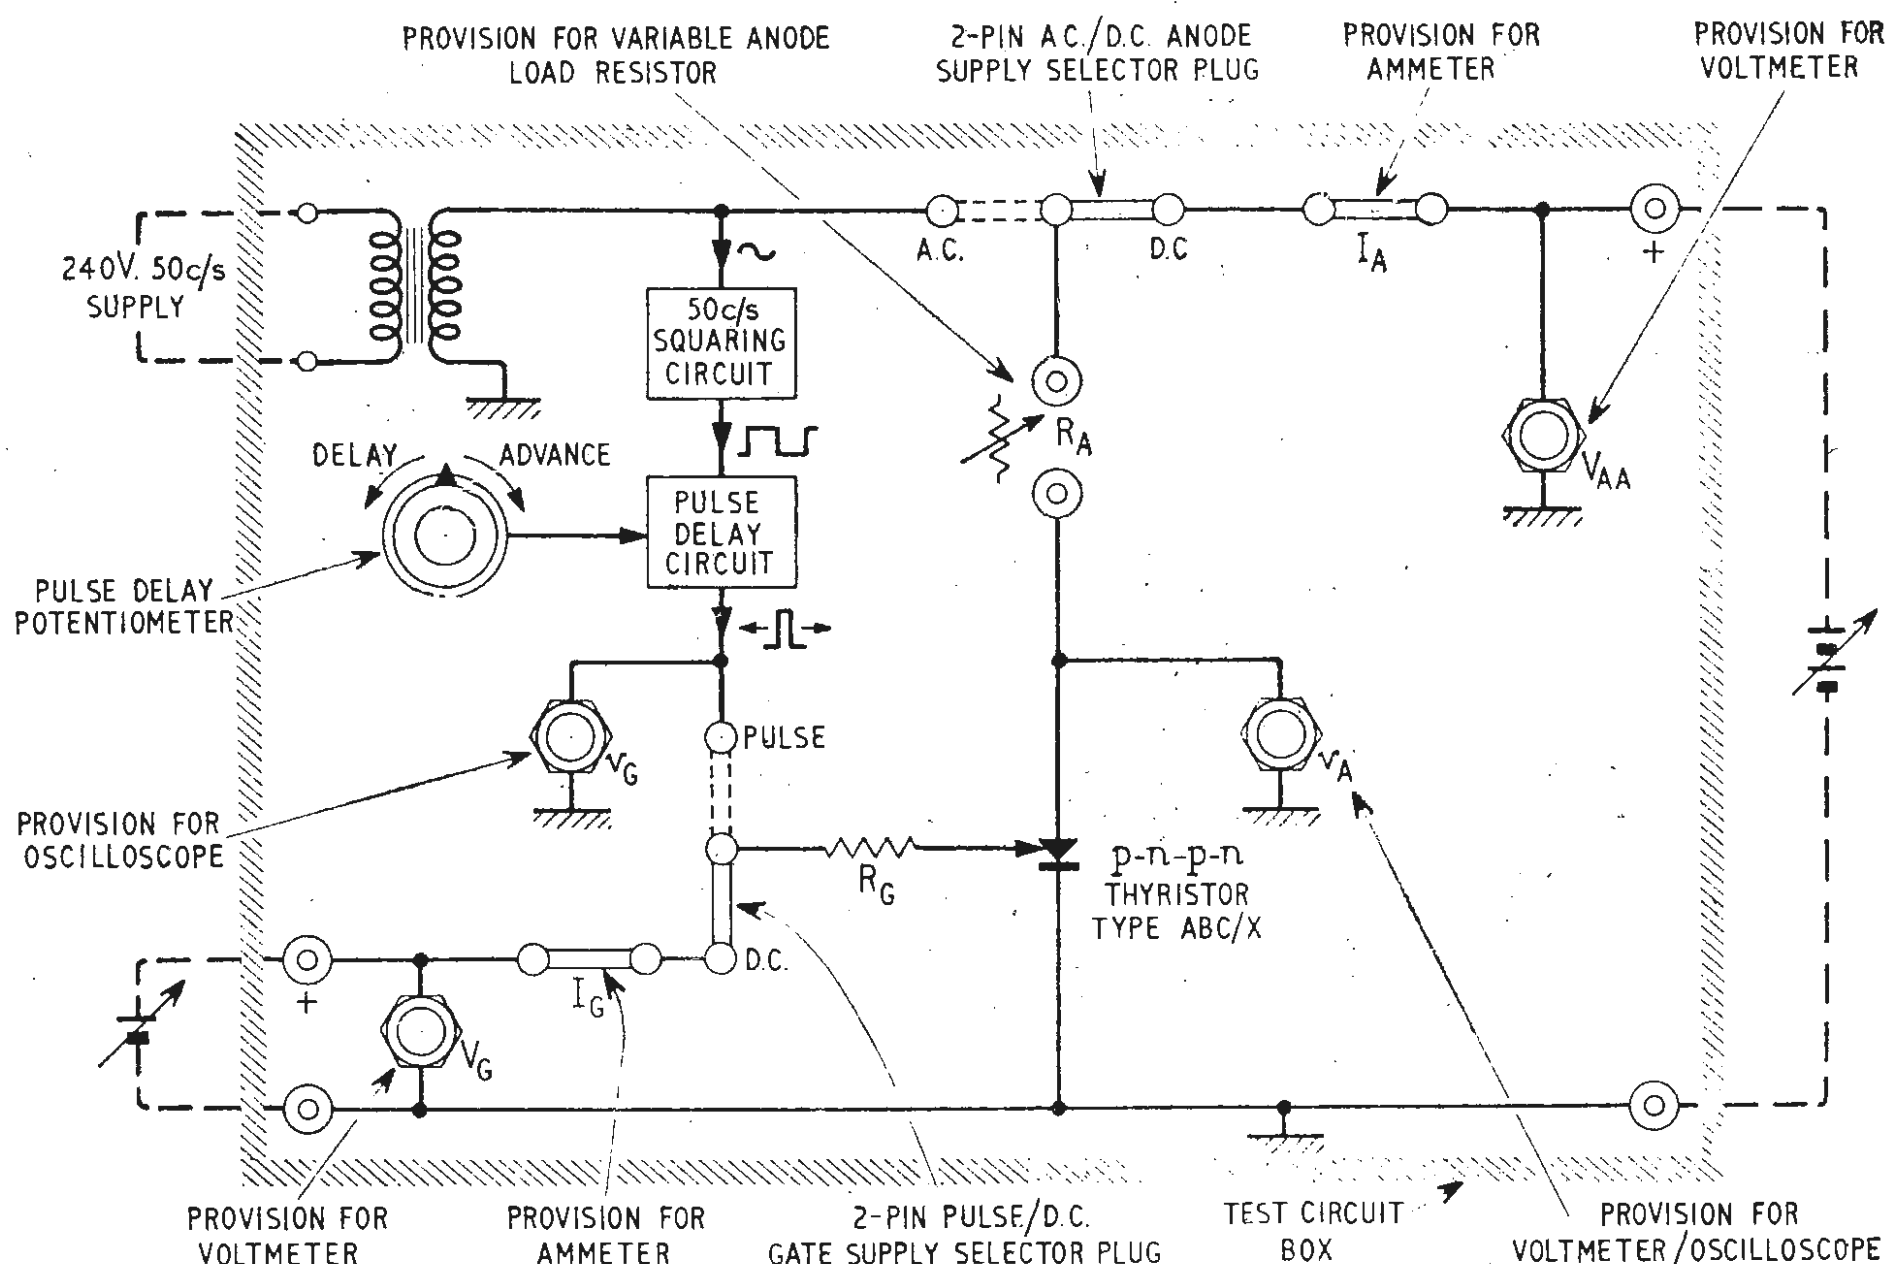 PROVISION FOR VARIABLE ANODE
LOAD RESISTOR
2-PIN A.C./D.C. ANODE
SUPPLY SELECTOR PLUG
PROVISION FOR
AMMETER
PROVISION FOR
VOLTMETER
240V. 50c/s
SUPPLY
A.C.
D.C
I_A
+
50c/s
SQUARING
CIRCUIT
~
R_A
V_AA
DELAY
ADVANCE
PULSE
DELAY
CIRCUIT
PULSE DELAY
POTENTIOMETER
PULSE
v_G
v_A
PROVISION FOR
OSCILLOSCOPE
R_G
p-n-p-n
THYRISTOR
TYPE ABC/X
D.C.
+
I_G
V_G
PROVISION FOR
VOLTMETER
PROVISION FOR
AMMETER
2-PIN PULSE/D.C.
GATE SUPPLY SELECTOR PLUG
TEST CIRCUIT
BOX
PROVISION FOR
VOLTMETER/OSCILLOSCOPE